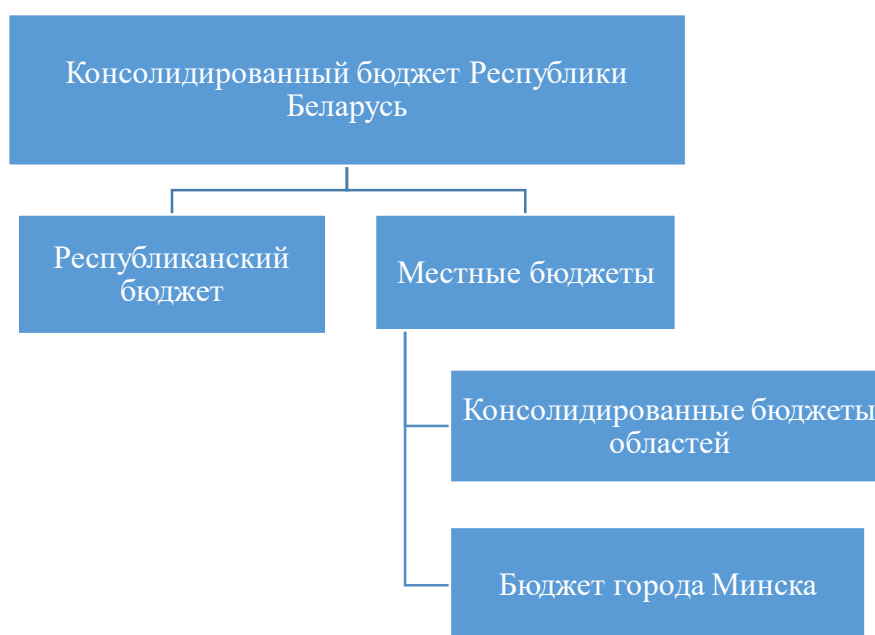 Консолидированный бюджет Республики
Беларусь
Республиканский
бюджет
Местные бюджеты
Консолидированные бюджеты
областей
Бюджет города Минска